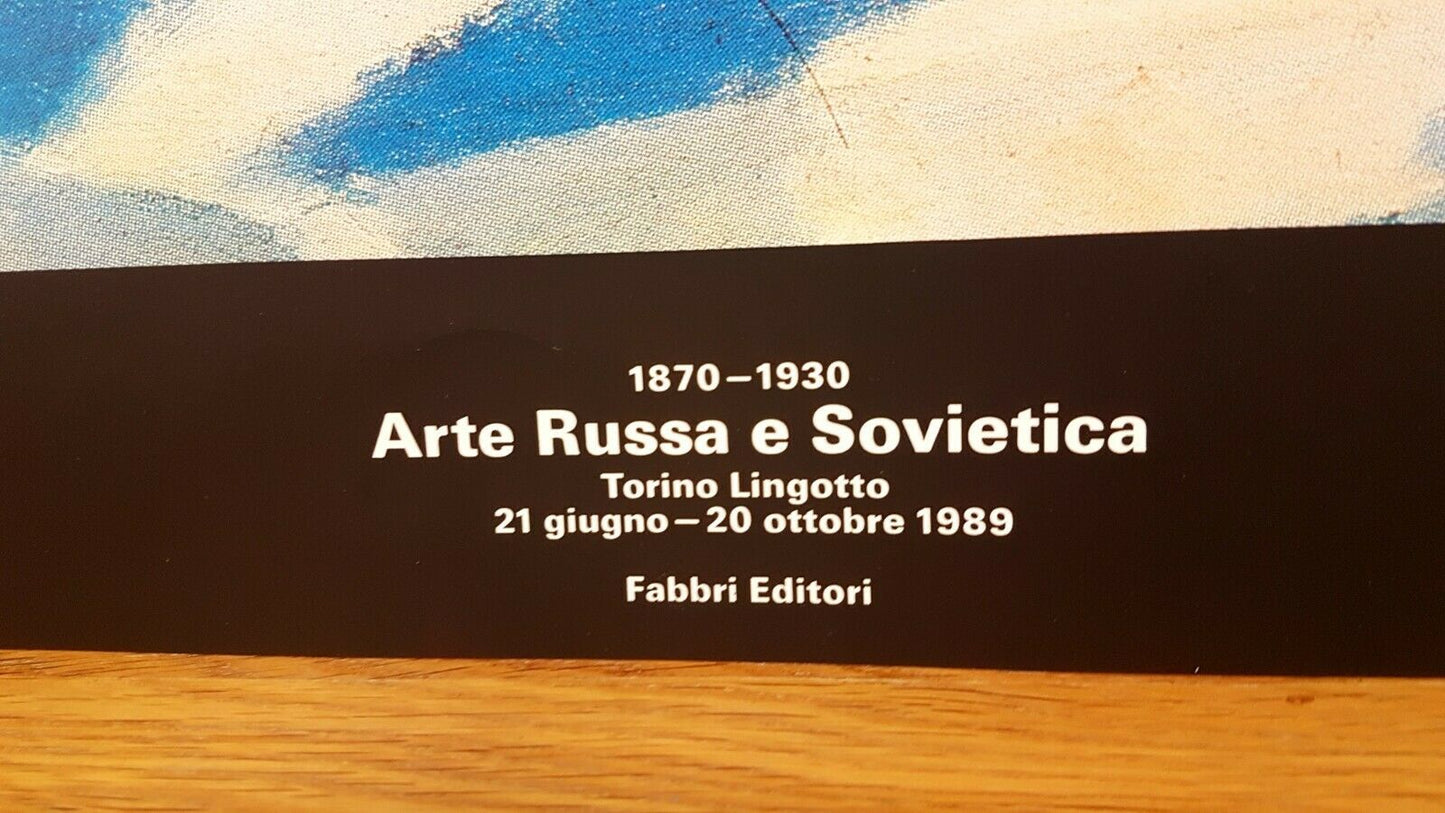 1870–1930
Arte Russa e Sovietica
Torino Lingotto
21 giugno–20 ottobre 1989
Fabbri Editori